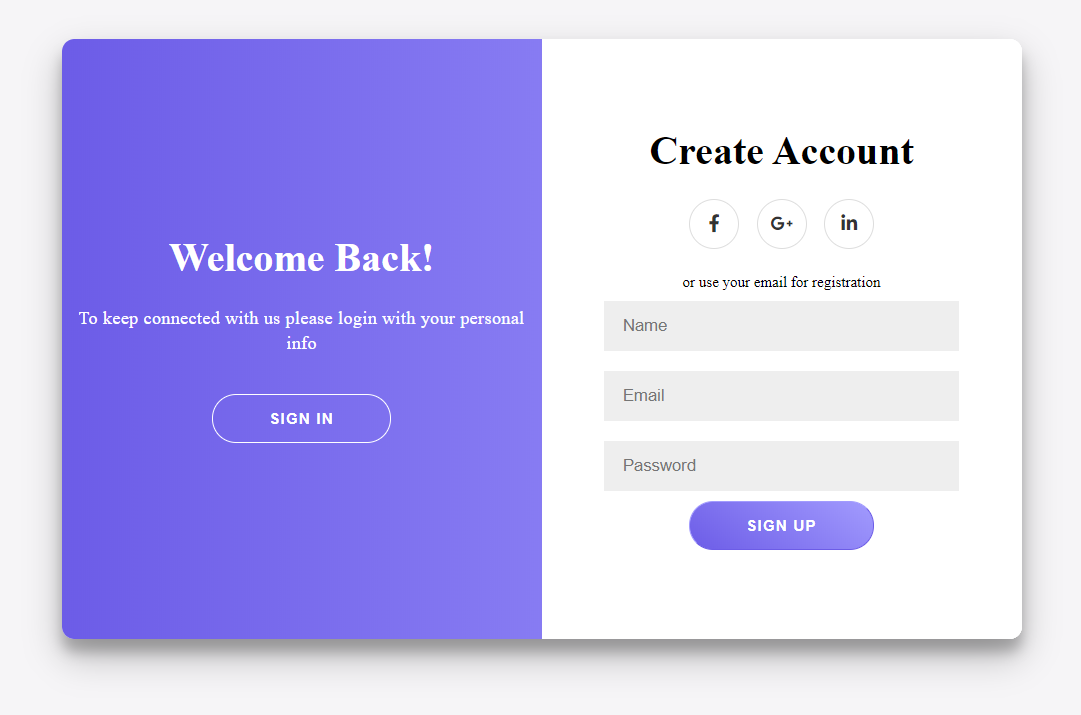 Welcome Back!
To keep connected with us please login with your personal
info
SIGN IN
Create Account
f
G+
in
or use your email for registration
Name
Email
Password
SIGN UP